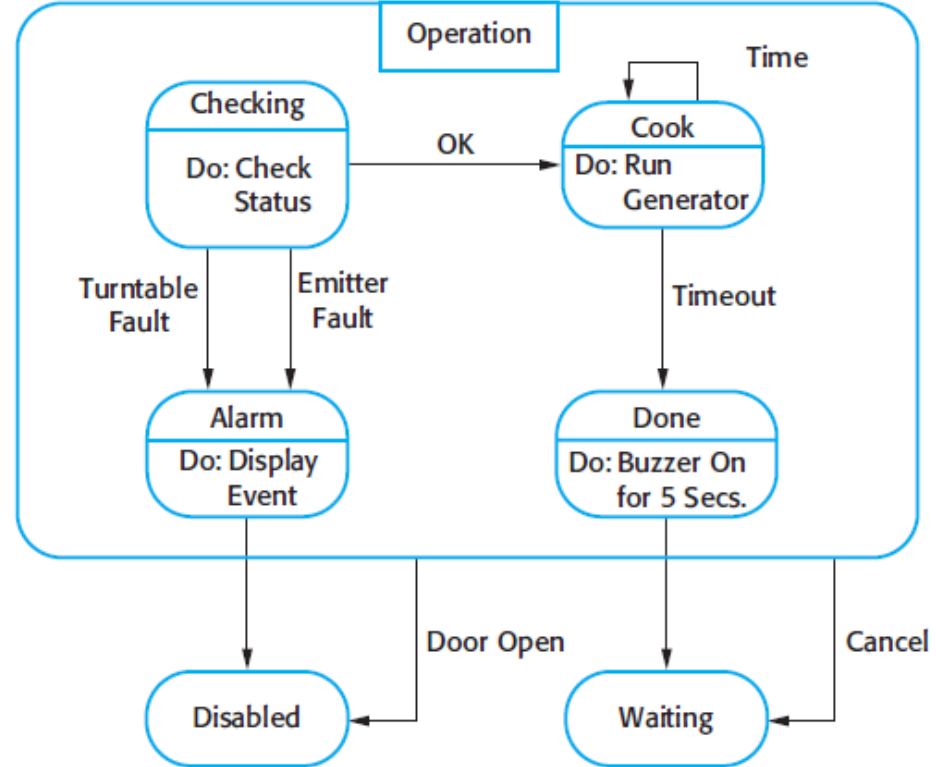 Operation
Time
Checking
Do: Check
Status
OK
Cook
Do: Run
Generator
Turntable
Fault
Emitter
Fault
Timeout
Alarm
Do: Display
Event
Done
Do: Buzzer On
for 5 Secs.
Door Open
Cancel
Disabled
Waiting